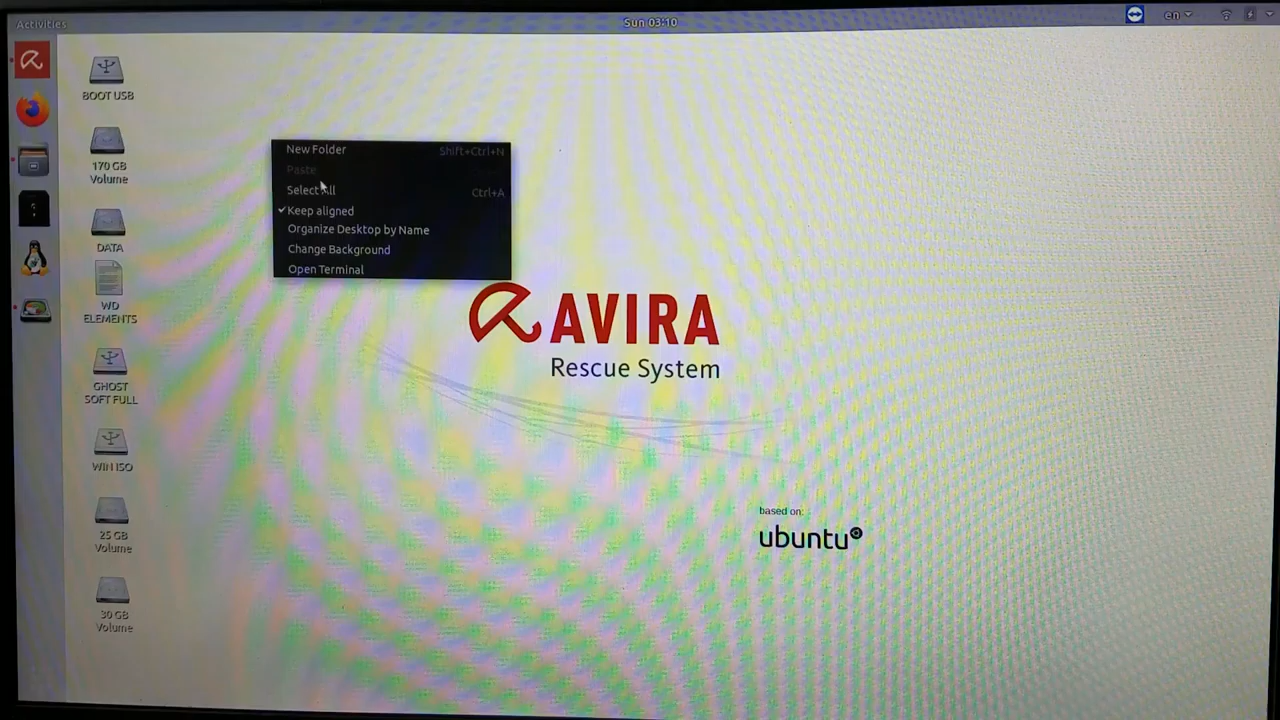 Activities
Sun 03:10
en
BOOT USB
170 GB
Volume
DATA
WD
ELEMENTS
GHOST
SOFT FULL
WIN ISO
25 GB
Volume
30 GB
Volume
New Folder Shift+Ctrl+N
Paste
Select All Ctrl+A
Keep aligned
Organize Desktop by Name
Change Background
Open Terminal
AVIRA
Rescue System
based on:
ubuntu